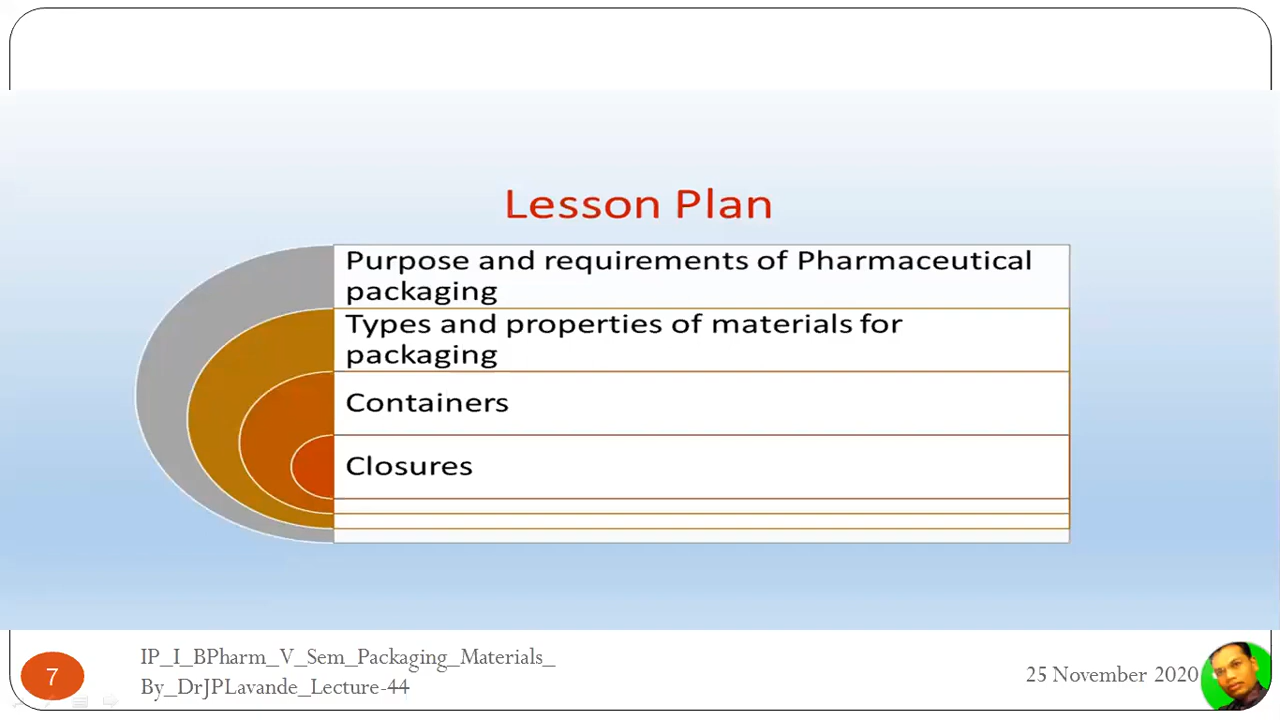 Lesson Plan
Purpose and requirements of Pharmaceutical
packaging
Types and properties of materials for
packaging
Containers
Closures
7
IP_I_BPharm_V_Sem_Packaging_Materials_
By_DrJPLavande_Lecture-44
25 November 2020